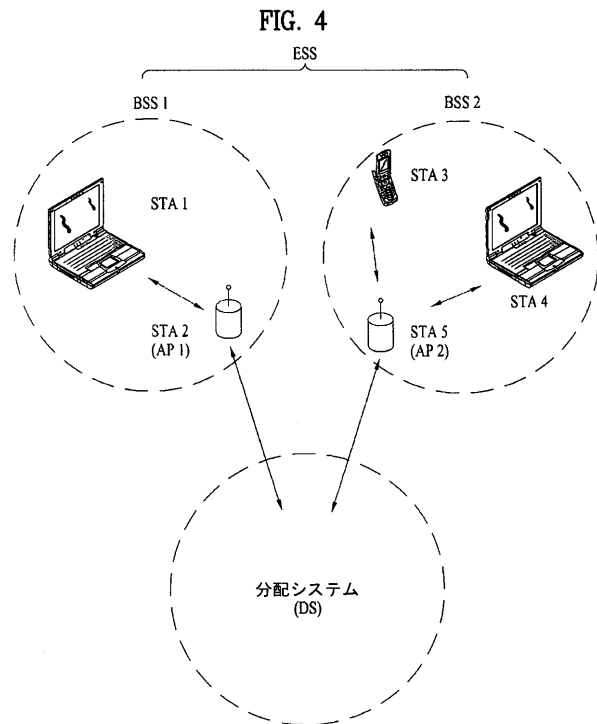 FIG. 4
ESS
BSS 1
BSS 2
STA 1
STA 2
(AP 1)
STA 3
STA 4
STA 5
(AP 2)
分配システム
(DS)